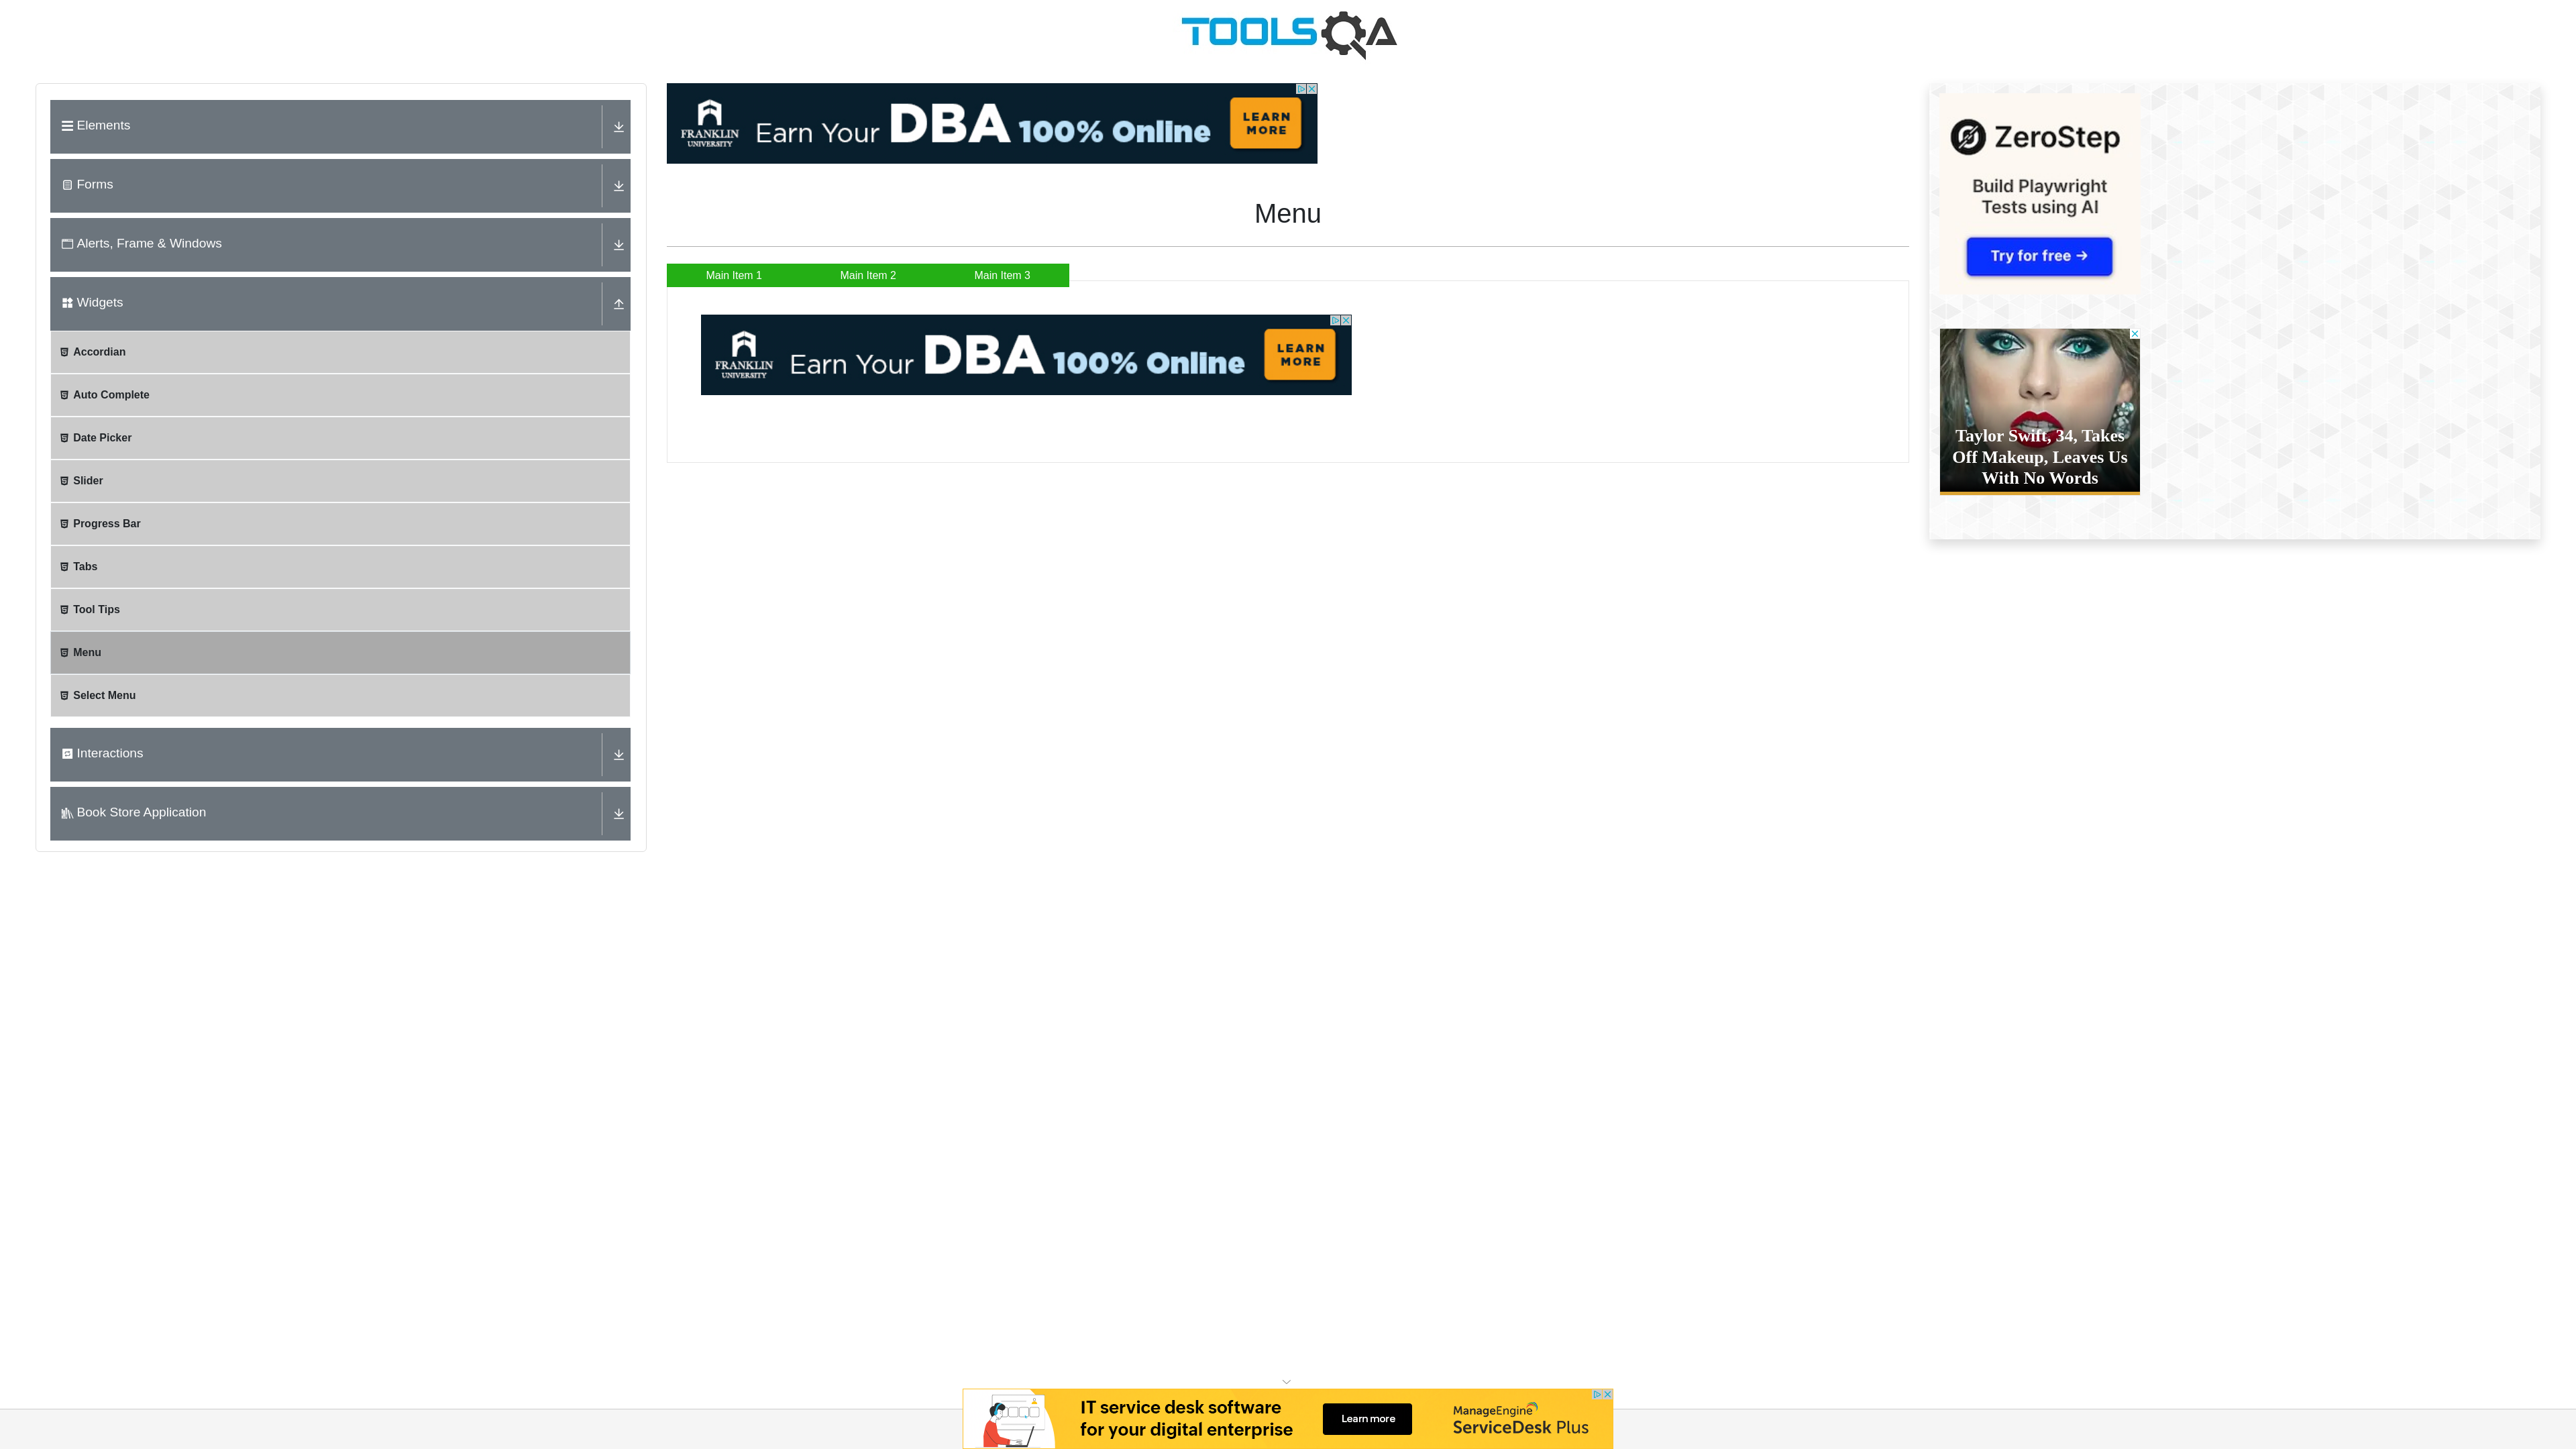 TOOLSQA
Elements
Forms
Alerts, Frame & Windows
Widgets
Accordian
Auto Complete
Date Picker
Slider
Progress Bar
Tabs
Tool Tips
Menu
Select Menu
Interactions
Book Store Application
FRANKLIN
UNIVERSITY
Earn Your DBA 100% Online
LEARN
MORE
Menu
Main Item 1
Main Item 2
Main Item 3
FRANKLIN
UNIVERSITY
Earn Your DBA 100% Online
LEARN
MORE
ZeroStep
Build Playwright
Tests using AI
Try for free →
Taylor Swift, 34, Takes
Off Makeup, Leaves Us
With No Words
IT service desk software
for your digital enterprise
Learn more
ManageEngine
ServiceDesk Plus